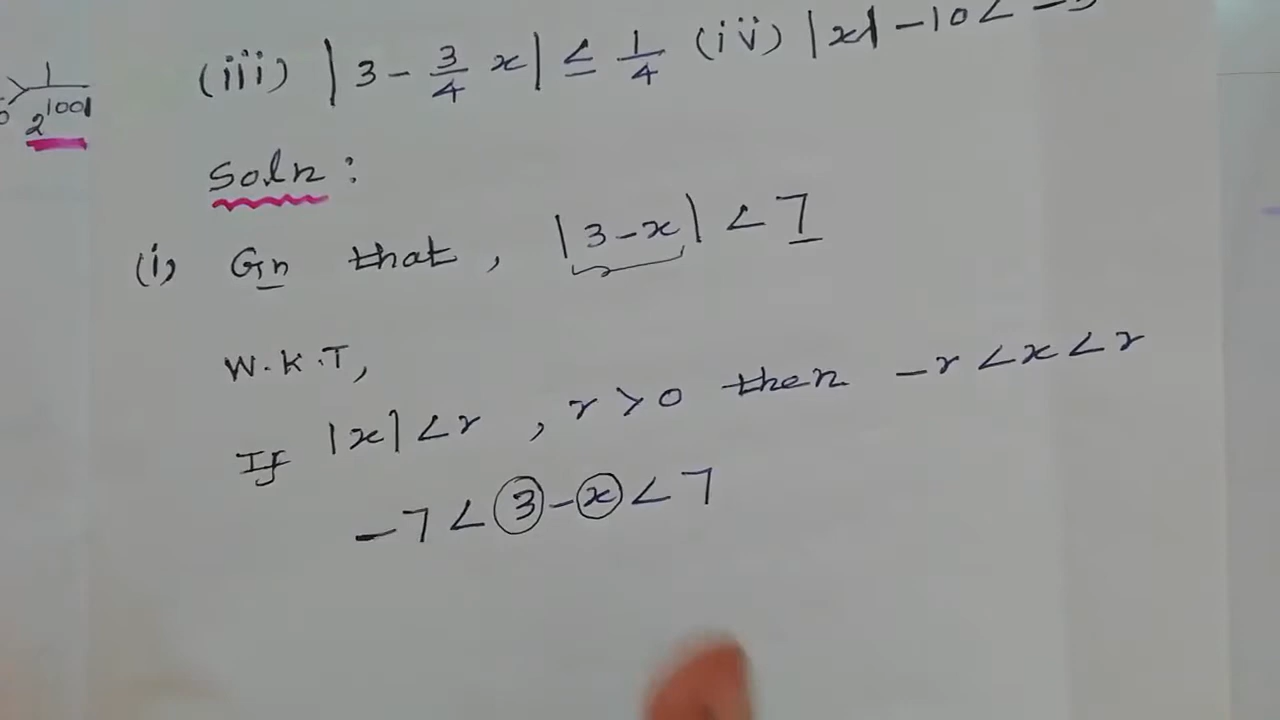 (iii) |3 - 3/4 x| ≤ 1/4 (iv) |x| - 10 <
1
2^1001
Soln:
(i) Gn that, |3-x| < 7
W.K.T,
If |x| < r, r > 0 then -r < x < r
-7 < 3 - x < 7